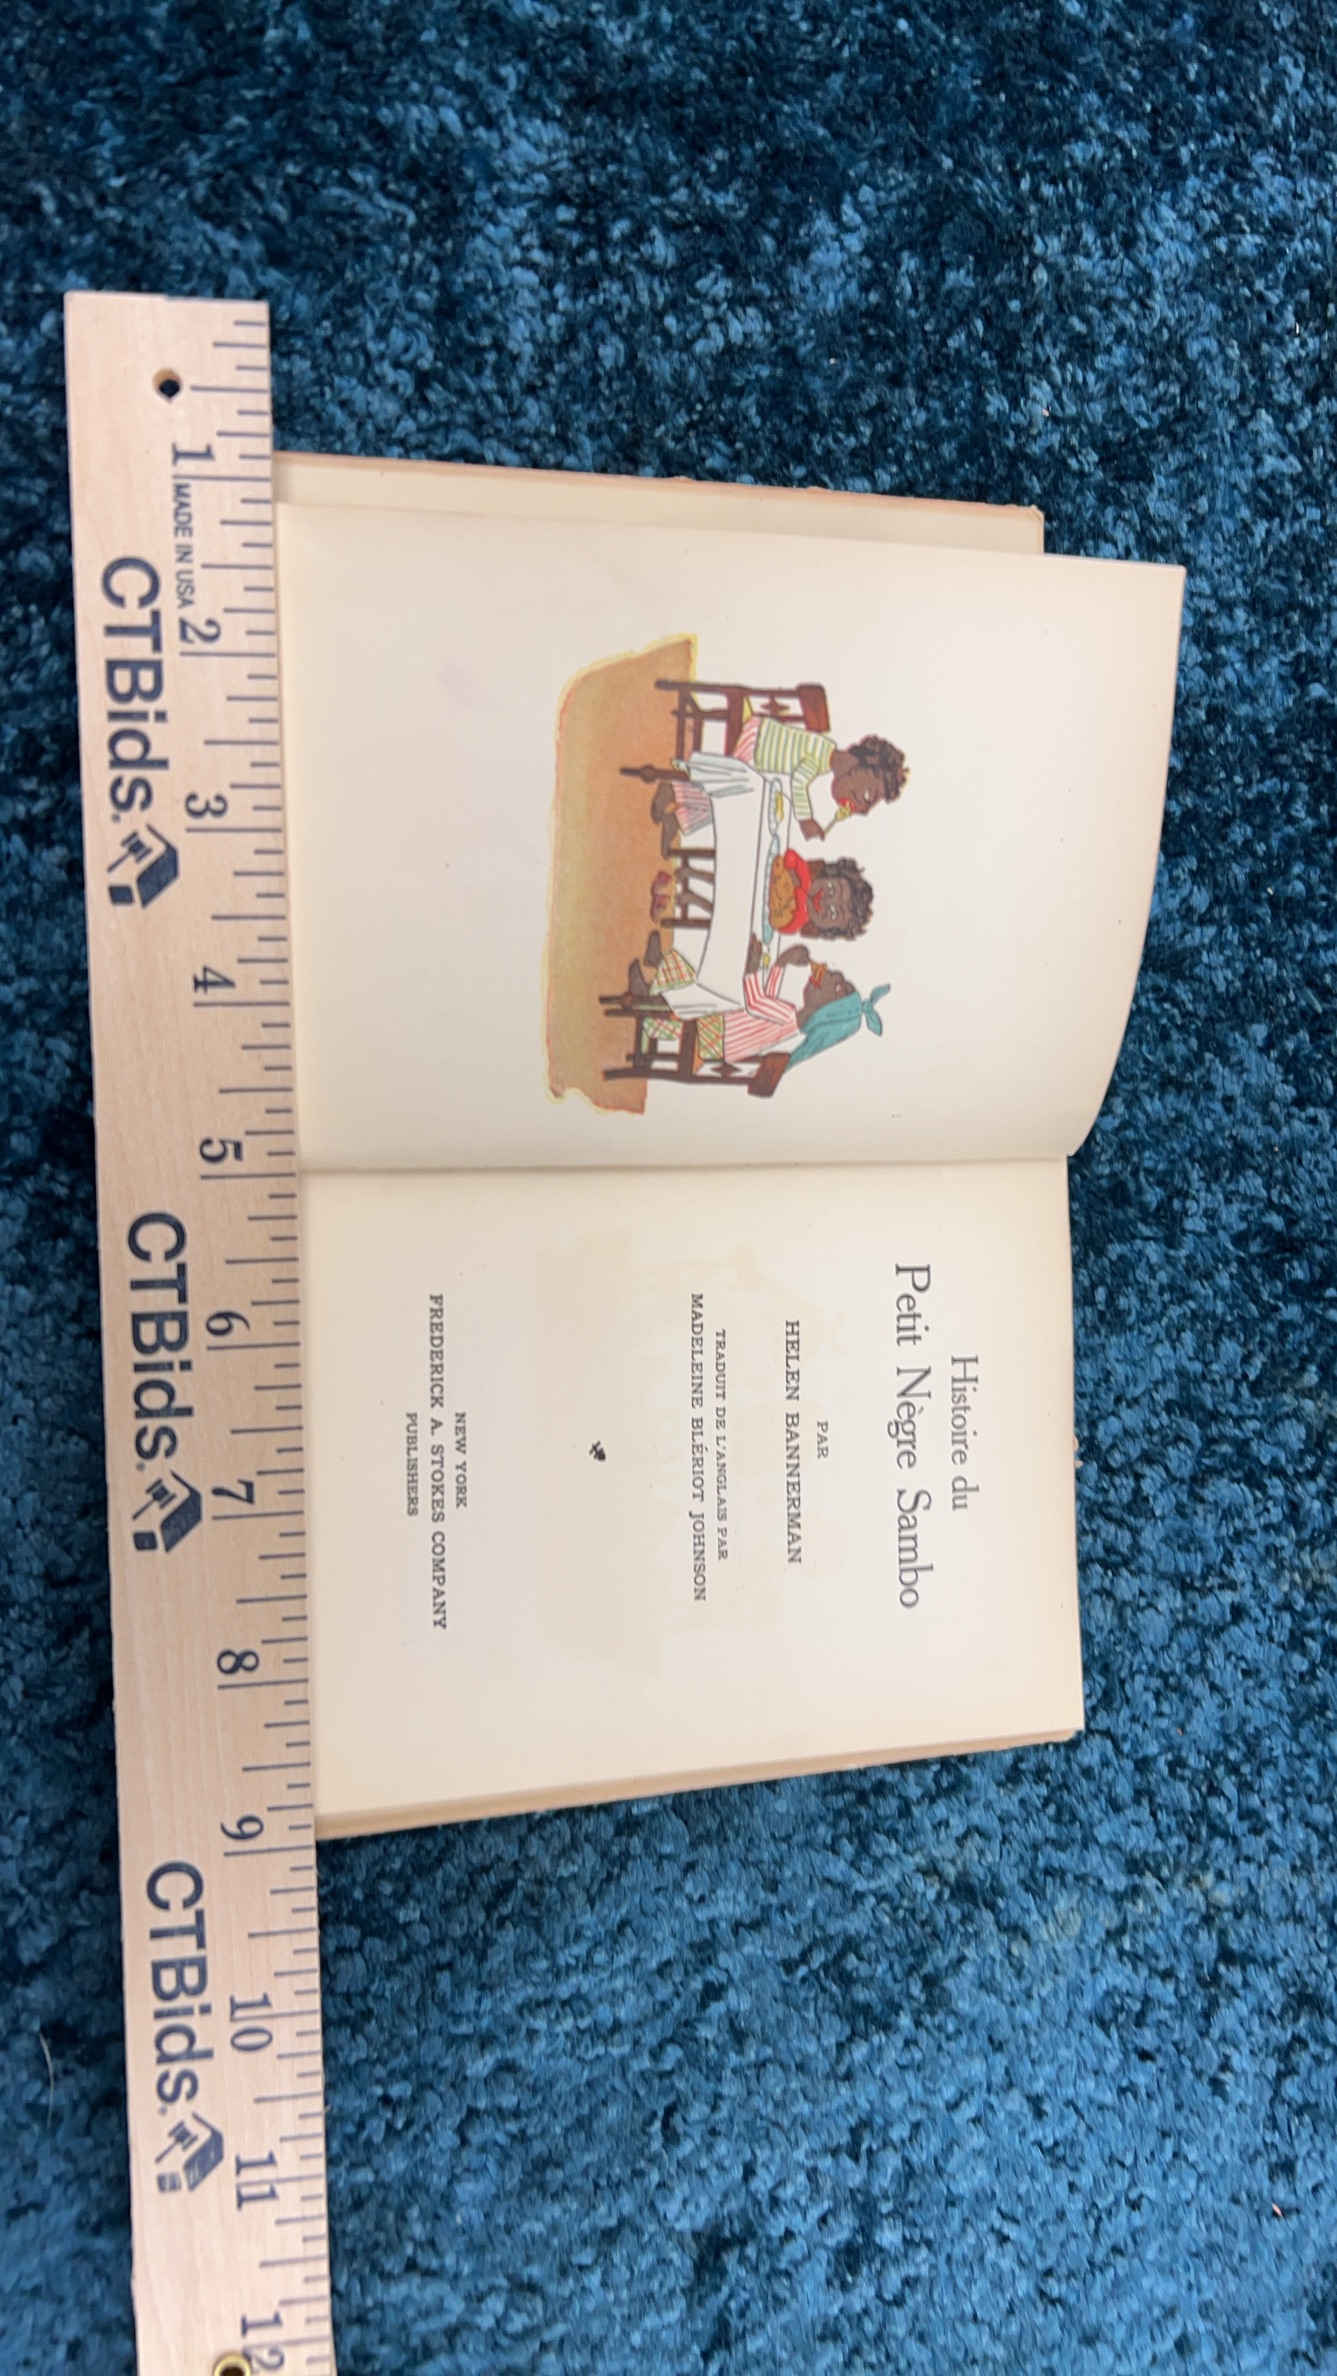 Histoire du
Petit Nègre Sambo
PAR
HELEN BANNERMAN
TRADUIT DE L'ANGLAIS PAR
MADELEINE BLÉRIOT JOHNSON
NEW YORK
FREDERICK A. STOKES COMPANY
PUBLISHERS
1 2 3 4 5 6 7 8 9 10 11 12
MADE IN USA
CTBids. CTBids. CTBids.